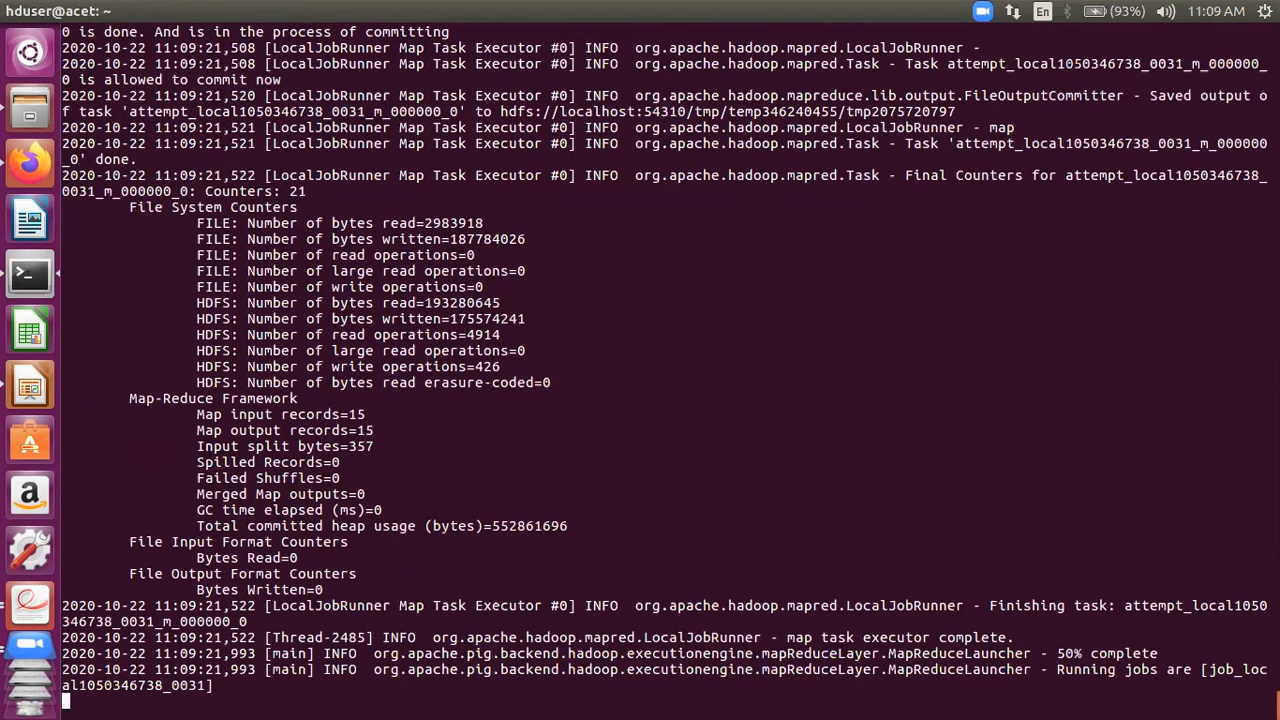 hduser@acet: ~
En
(93%)
11:09 AM
0 is done. And is in the process of committing
2020-10-22 11:09:21,508 [LocalJobRunner Map Task Executor #0] INFO  org.apache.hadoop.mapred.LocalJobRunner -
2020-10-22 11:09:21,508 [LocalJobRunner Map Task Executor #0] INFO  org.apache.hadoop.mapred.Task - Task attempt_local1050346738_0031_m_000000_
0 is allowed to commit now
2020-10-22 11:09:21,520 [LocalJobRunner Map Task Executor #0] INFO  org.apache.hadoop.mapreduce.lib.output.FileOutputCommitter - Saved output o
f task 'attempt_local1050346738_0031_m_000000_0' to hdfs://localhost:54310/tmp/temp346240455/tmp2075720797
2020-10-22 11:09:21,521 [LocalJobRunner Map Task Executor #0] INFO  org.apache.hadoop.mapred.LocalJobRunner - map
2020-10-22 11:09:21,521 [LocalJobRunner Map Task Executor #0] INFO  org.apache.hadoop.mapred.Task - Task 'attempt_local1050346738_0031_m_000000
_0' done.
2020-10-22 11:09:21,522 [LocalJobRunner Map Task Executor #0] INFO  org.apache.hadoop.mapred.Task - Final Counters for attempt_local1050346738_
0031_m_000000_0: Counters: 21
File System Counters
FILE: Number of bytes read=2983918
FILE: Number of bytes written=187784026
FILE: Number of read operations=0
FILE: Number of large read operations=0
FILE: Number of write operations=0
HDFS: Number of bytes read=193280645
HDFS: Number of bytes written=175574241
HDFS: Number of read operations=4914
HDFS: Number of large read operations=0
HDFS: Number of write operations=426
HDFS: Number of bytes read erasure-coded=0
Map-Reduce Framework
Map input records=15
Map output records=15
Input split bytes=357
Spilled Records=0
Failed Shuffles=0
Merged Map outputs=0
GC time elapsed (ms)=0
Total committed heap usage (bytes)=552861696
File Input Format Counters
Bytes Read=0
File Output Format Counters
Bytes Written=0
2020-10-22 11:09:21,522 [LocalJobRunner Map Task Executor #0] INFO  org.apache.hadoop.mapred.LocalJobRunner - Finishing task: attempt_local1050
346738_0031_m_000000_0
2020-10-22 11:09:21,522 [Thread-2485] INFO  org.apache.hadoop.mapred.LocalJobRunner - map task executor complete.
2020-10-22 11:09:21,993 [main] INFO  org.apache.pig.backend.hadoop.executionengine.mapReduceLayer.MapReduceLauncher - 50% complete
2020-10-22 11:09:21,993 [main] INFO  org.apache.pig.backend.hadoop.executionengine.mapReduceLayer.MapReduceLauncher - Running jobs are [job_loc
al1050346738_0031]